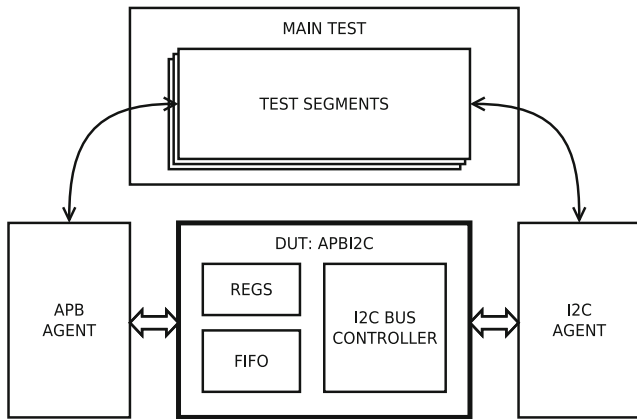 MAIN TEST
TEST SEGMENTS
DUT: APBI2C
REGS
FIFO
I2C BUS
CONTROLLER
APB
AGENT
I2C
AGENT